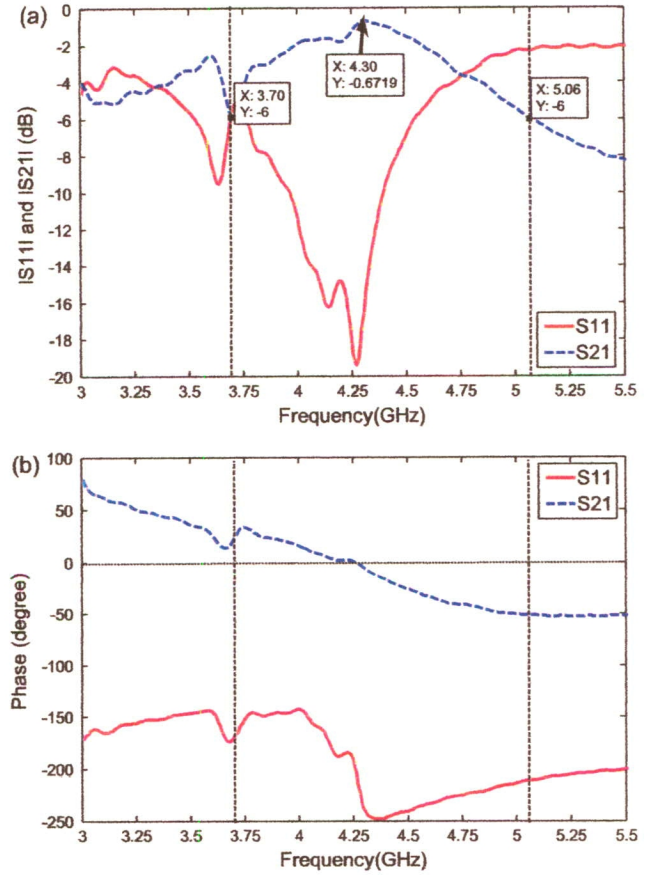 (a)
0
-2
-4
-6
-8
-10
-12
-14
-16
-18
-20
|S11| and |S21| (dB)
X: 3.70
Y: -6
X: 4.30
Y: -0.6719
X: 5.06
Y: -6
S11
S21
3 3.25 3.5 3.75 4 4.25 4.5 4.75 5 5.25 5.5
Frequency(GHz)
(b)
100
50
0
-50
-100
-150
-200
-250
Phase (degree)
S11
S21
3 3.25 3.5 3.75 4 4.25 4.5 4.75 5 5.25 5.5
Frequency(GHz)